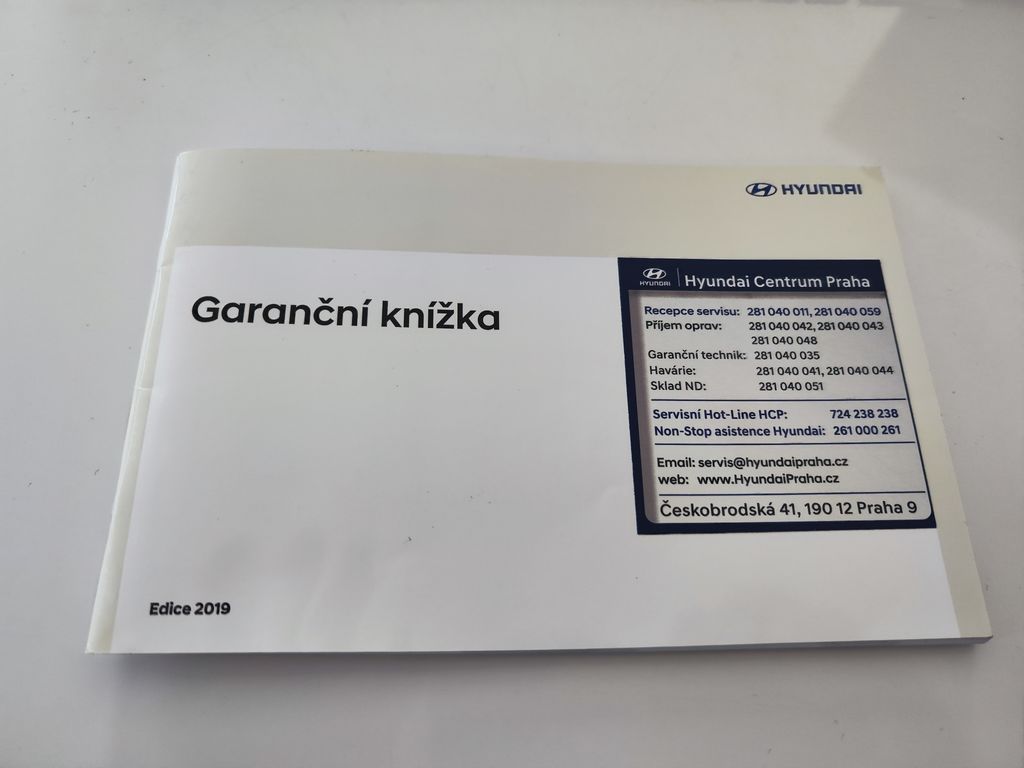 HYUNDAI
Garanční knížka
HYUNDAI
Hyundai Centrum Praha
Recepce servisu: 281 040 011, 281 040 059
Příjem oprav: 281 040 042, 281 040 043
281 040 048
Garanční technik: 281 040 035
Havárie: 281 040 041, 281 040 044
Sklad ND: 281 040 051
Servisní Hot-Line HCP: 724 238 238
Non-Stop asistence Hyundai: 261 000 261
Email: servis@hyundaipraha.cz
web: www.HyundaiPraha.cz
Českobrodská 41, 190 12 Praha 9
Edice 2019